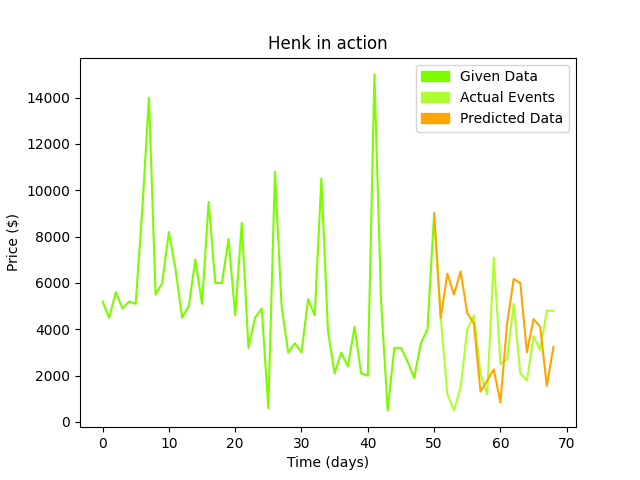 Henk in action
Given Data
Actual Events
Predicted Data
Price ($)
14000
12000
10000
8000
6000
4000
2000
0
0 10 20 30 40 50 60 70
Time (days)